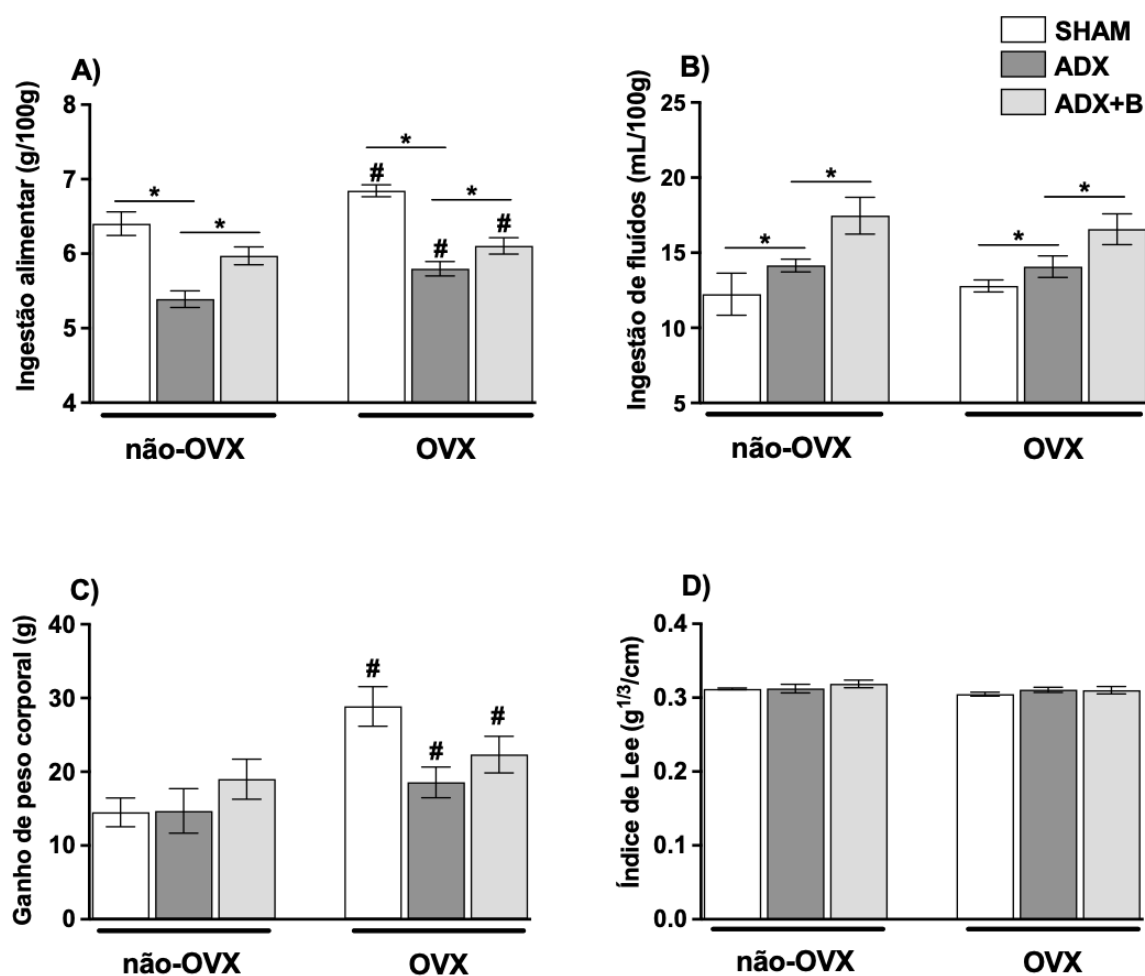 SHAM
ADX
ADX+B
A)
Ingestão alimentar (g/100g)
8
7
6
5
4
*
*
#
*
#
*
#
não-OVX
OVX
B)
Ingestão de fluídos (mL/100g)
25
20
15
10
5
*
*
*
*
não-OVX
OVX
C)
Ganho de peso corporal (g)
40
30
20
10
0
#
#
#
não-OVX
OVX
D)
Índice de Lee (g^1/3/cm)
0.4
0.3
0.2
0.1
0.0
não-OVX
OVX